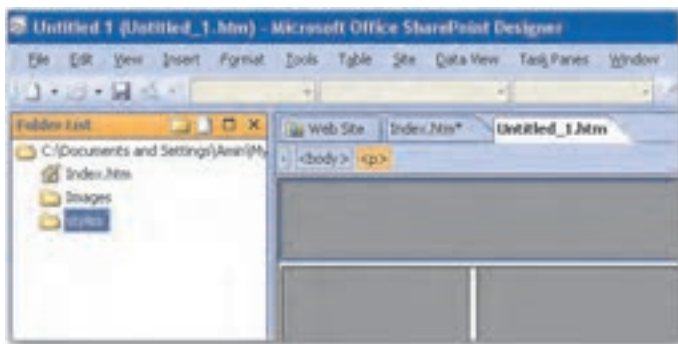 Untitled 1 (Untitled_1.htm) - Microsoft Office SharePoint Designer
File Edit View Insert Format Tools Table Site Data View Task Panes Window
Folder List
Web Site Index.htm* Untitled_1.htm
C:\Documents and Settings\Amin\My
<body> <p>
Index.htm
Images
styles